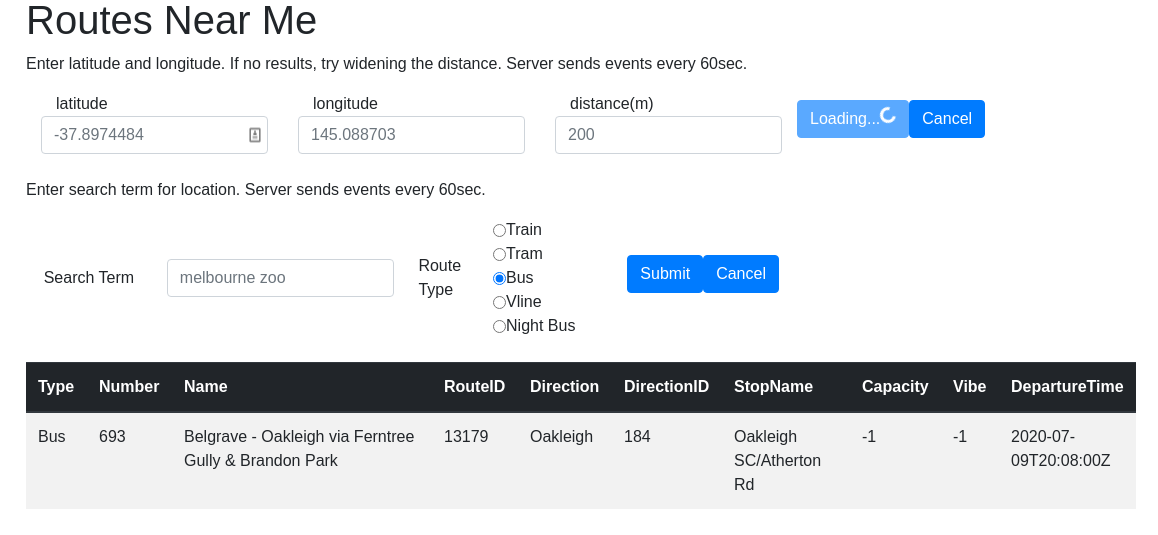 Routes Near Me
Enter latitude and longitude. If no results, try widening the distance. Server sends events every 60sec.
latitude longitude distance(m)
-37.8974484 145.088703 200 Loading... Cancel
Enter search term for location. Server sends events every 60sec.
Train
Tram
Search Term melbourne zoo Route Type Bus Submit Cancel
Vline
Night Bus
Type Number Name RouteID Direction DirectionID StopName Capacity Vibe DepartureTime
Bus 693 Belgrave - Oakleigh via Ferntree 13179 Oakleigh 184 Oakleigh -1 -1 2020-07-
Gully & Brandon Park SC/Atherton 09T20:08:00Z
Rd